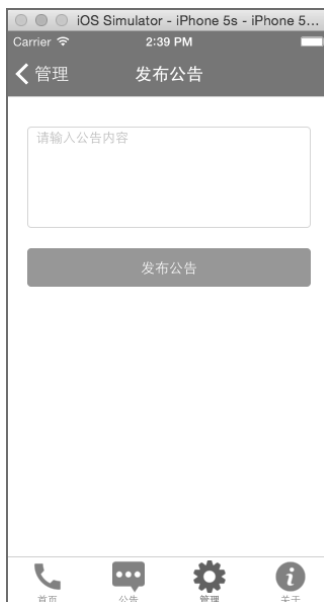 iOS Simulator - iPhone 5s - iPhone 5...
Carrier 2:39 PM
管理 发布公告
请输入公告内容
发布公告
首页 公告 管理 关于